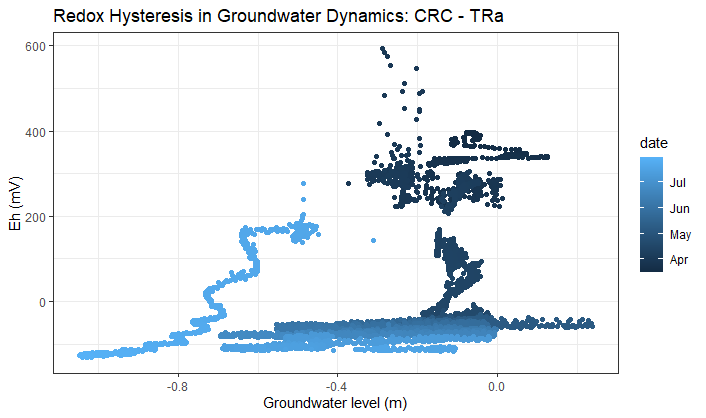 Redox Hysteresis in Groundwater Dynamics: CRC - TRa
600
400
200
0
Eh (mV)
-0.8
-0.4
0.0
Groundwater level (m)
date
Jul
Jun
May
Apr